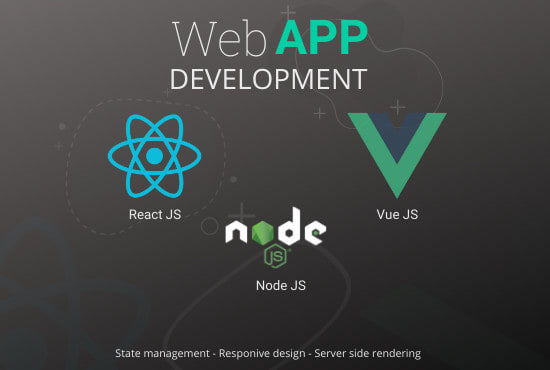 Web APP
DEVELOPMENT
React JS
Vue JS
node
JS
Node JS
State management - Responive design - Server side rendering